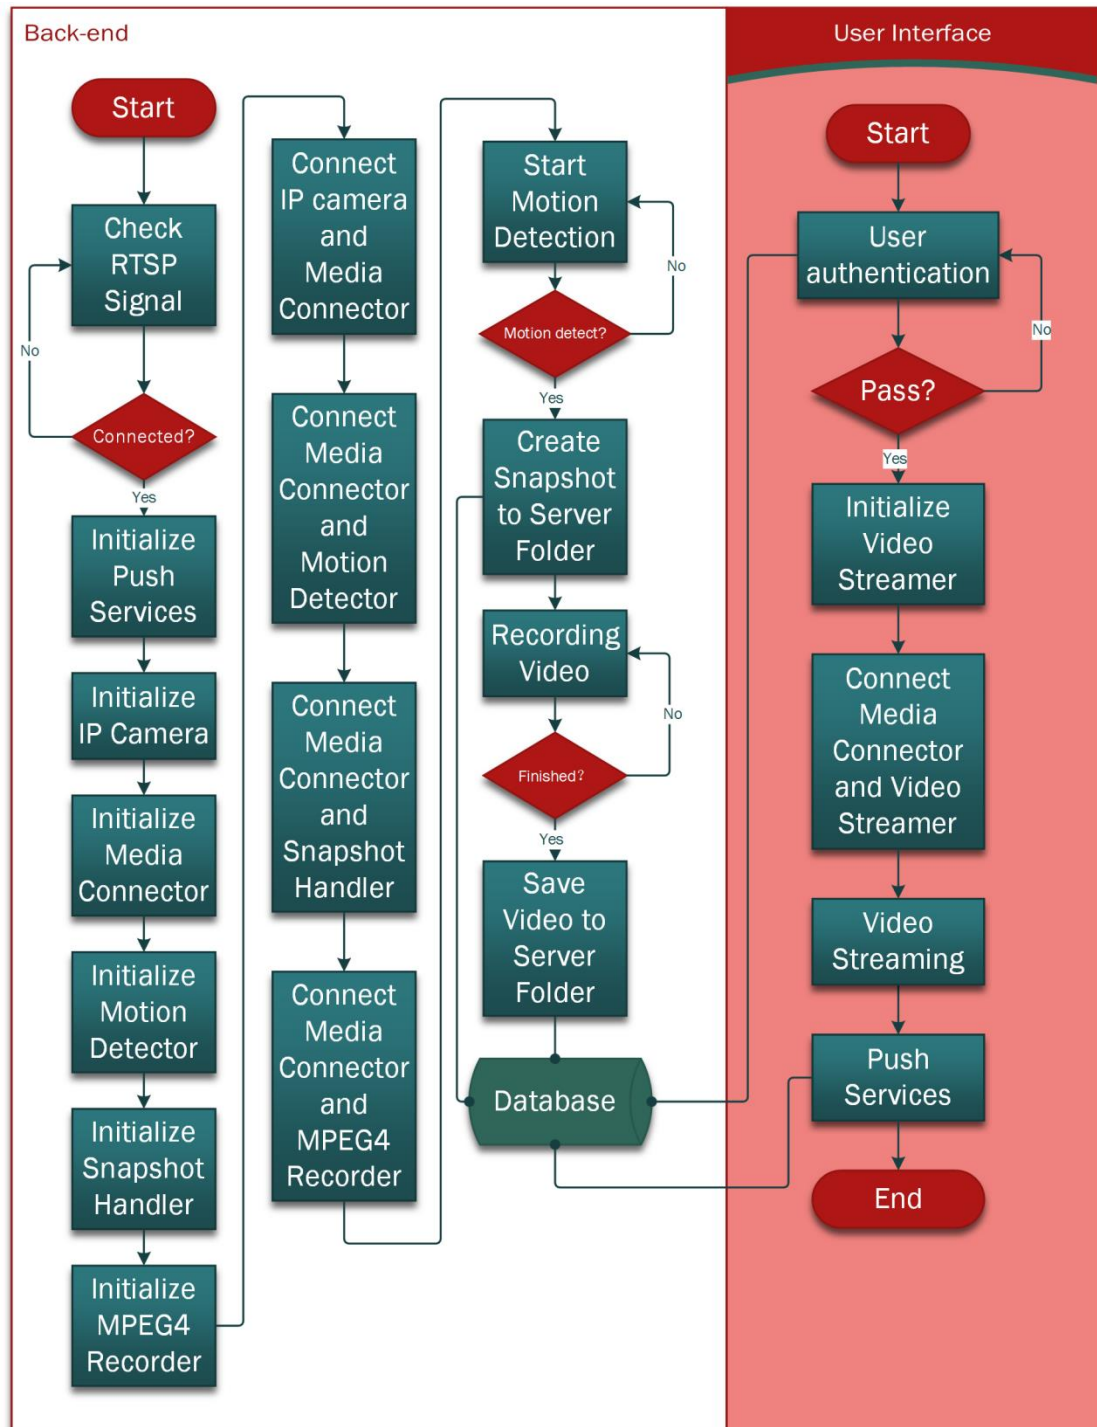 Back-end
Start
Check
RTSP
Signal
No
Connected?
Yes
Initialize
Push
Services
Initialize
IP Camera
Initialize
Media
Connector
Initialize
Motion
Detector
Initialize
Snapshot
Handler
Initialize
MPEG4
Recorder
Connect
IP camera
and
Media
Connector
Connect
Media
Connector
and
Motion
Detector
Connect
Media
Connector
and
Snapshot
Handler
Connect
Media
Connector
and
MPEG4
Recorder
Start
Motion
Detection
No
Motion detect?
Yes
Create
Snapshot
to Server
Folder
Recording
Video
No
Finished?
Yes
Save
Video to
Server
Folder
Database
User Interface
Start
User
authentication
No
Pass?
Yes
Initialize
Video
Streamer
Connect
Media
Connector
and Video
Streamer
Video
Streaming
Push
Services
End